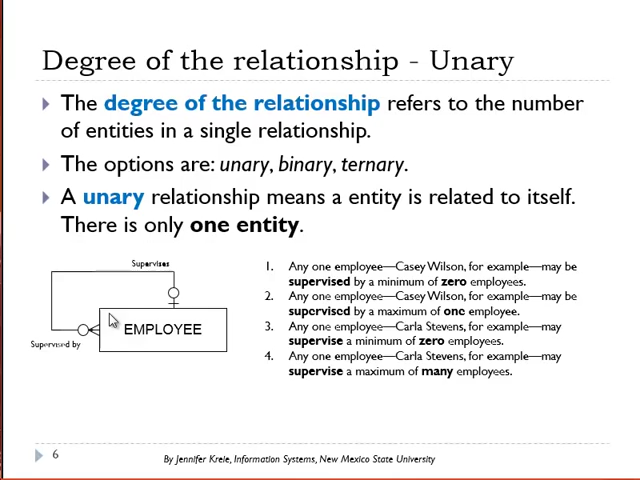 Degree of the relationship - Unary
The degree of the relationship refers to the number
of entities in a single relationship.
The options are: unary, binary, ternary.
A unary relationship means a entity is related to itself.
There is only one entity.
Supervises
EMPLOYEE
Supervised by
1. Any one employee—Casey Wilson, for example—may be
supervised by a minimum of zero employees.
2. Any one employee—Casey Wilson, for example—may be
supervised by a maximum of one employee.
3. Any one employee—Carla Stevens, for example—may
supervise a minimum of zero employees.
4. Any one employee—Carla Stevens, for example—may
supervise a maximum of many employees.
6
By Jennifer Kreie, Information Systems, New Mexico State University